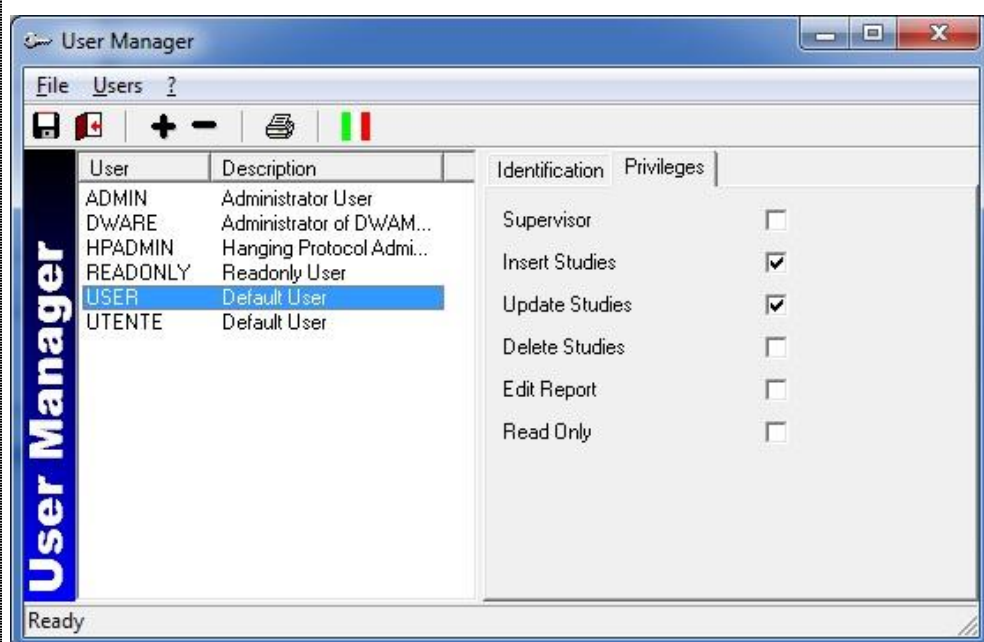 User Manager
File Users ?
User Description
ADMIN Administrator User
DWARE Administrator of DWAM...
HPADMIN Hanging Protocol Admi...
READONLY Readonly User
USER Default User
UTENTE Default User
Identification Privileges
Supervisor
Insert Studies
Update Studies
Delete Studies
Edit Report
Read Only
User Manager
Ready